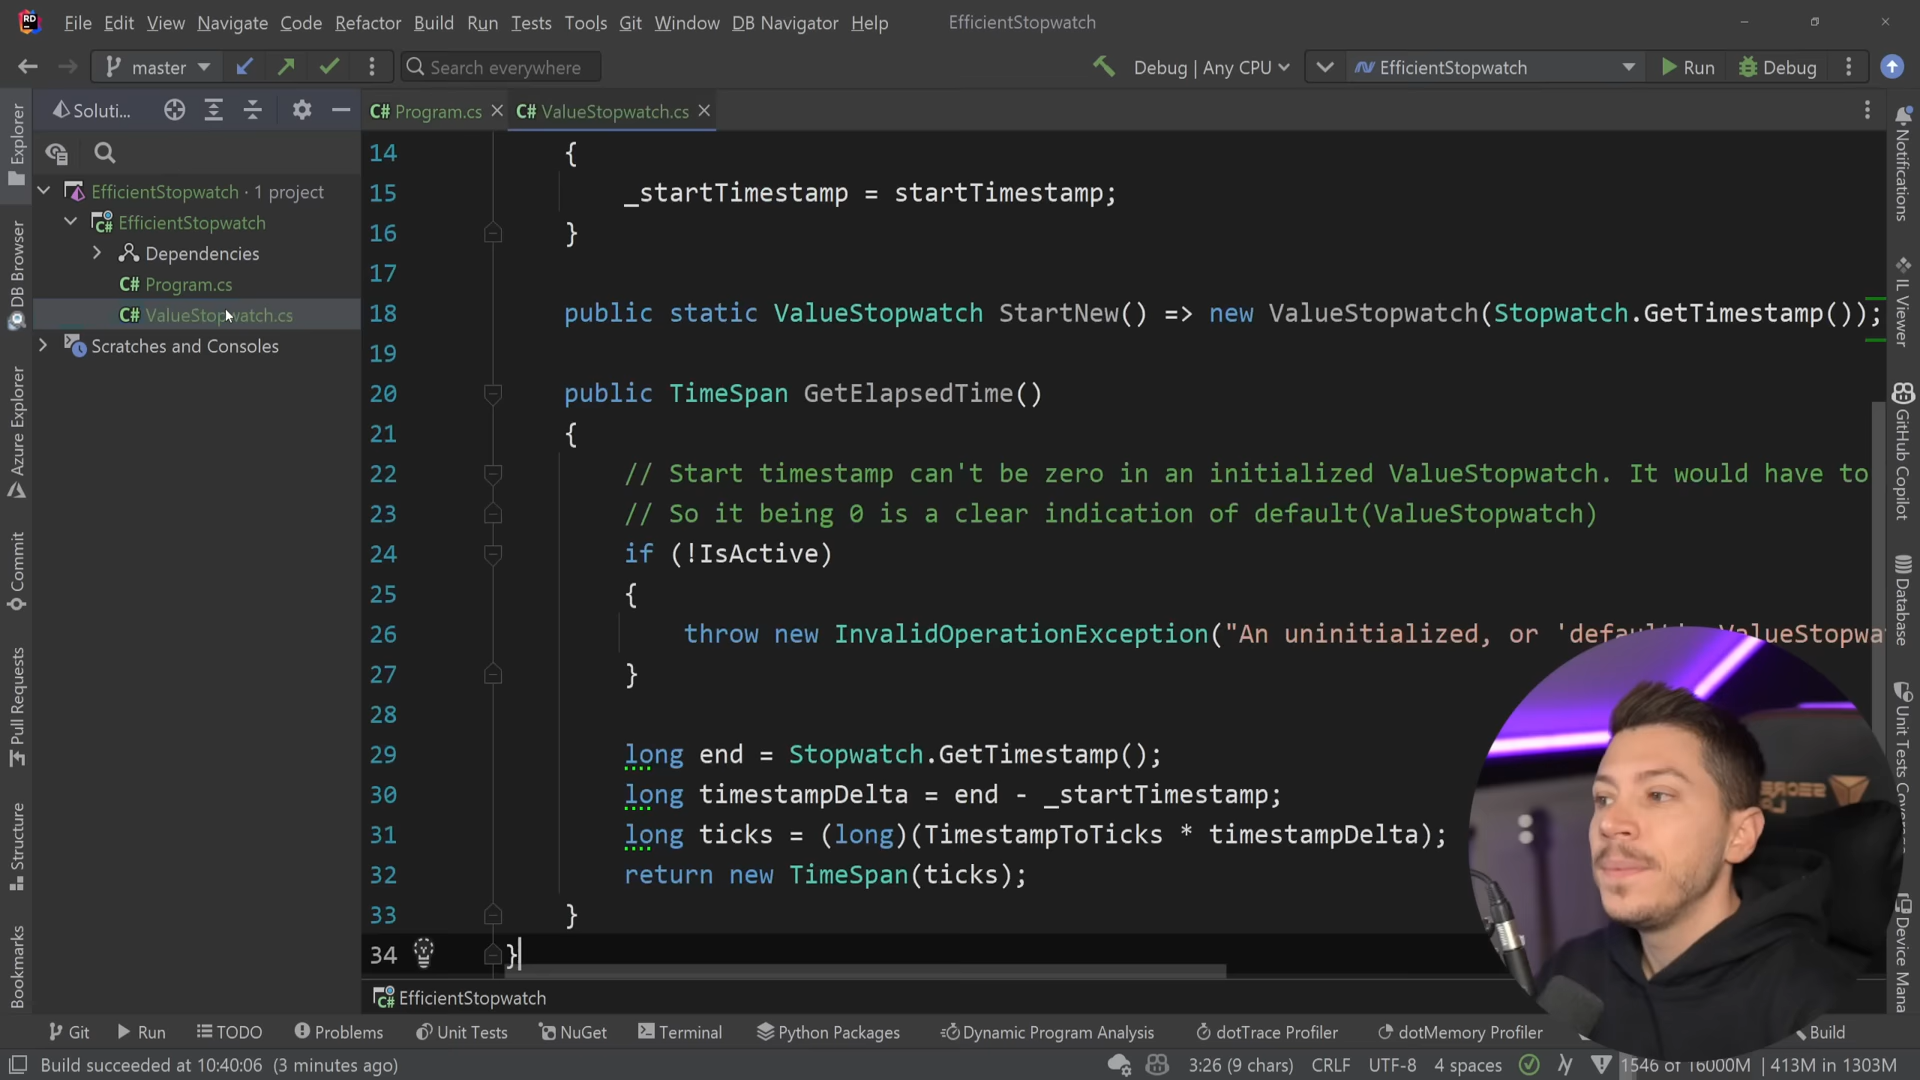 File Edit View Navigate Code Refactor Build Run Tests Tools Git Window DB Navigator Help EfficientStopwatch
master Search everywhere Debug | Any CPU EfficientStopwatch Run Debug
Soluti... C# Program.cs C# ValueStopwatch.cs
EfficientStopwatch · 1 project
EfficientStopwatch
Dependencies
C# Program.cs
C# ValueStopwatch.cs
Scratches and Consoles
14 {
15 _startTimestamp = startTimestamp;
16 }
17
18 public static ValueStopwatch StartNew() => new ValueStopwatch(Stopwatch.GetTimestamp());
19
20 public TimeSpan GetElapsedTime()
21 {
22 // Start timestamp can't be zero in an initialized ValueStopwatch. It would have to
23 // So it being 0 is a clear indication of default(ValueStopwatch)
24 if (!IsActive)
25 {
26 throw new InvalidOperationException("An uninitialized, or 'default', ValueStopwa
27 }
28
29 long end = Stopwatch.GetTimestamp();
30 long timestampDelta = end - _startTimestamp;
31 long ticks = (long)(TimestampToTicks * timestampDelta);
32 return new TimeSpan(ticks);
33 }
34 }
EfficientStopwatch
Git Run TODO Problems Unit Tests NuGet Terminal Python Packages Dynamic Program Analysis dotTrace Profiler dotMemory Profiler Build
Build succeeded at 10:40:06 (3 minutes ago) 3:26 (9 chars) CRLF UTF-8 4 spaces 1546 of 16000M 413M in 1303M
Explorer
DB Browser
Azure Explorer
Commit
Pull Requests
Structure
Bookmarks
Notifications
IL Viewer
GitHub Copilot
Database
Unit Tests Coverage
Device Mana